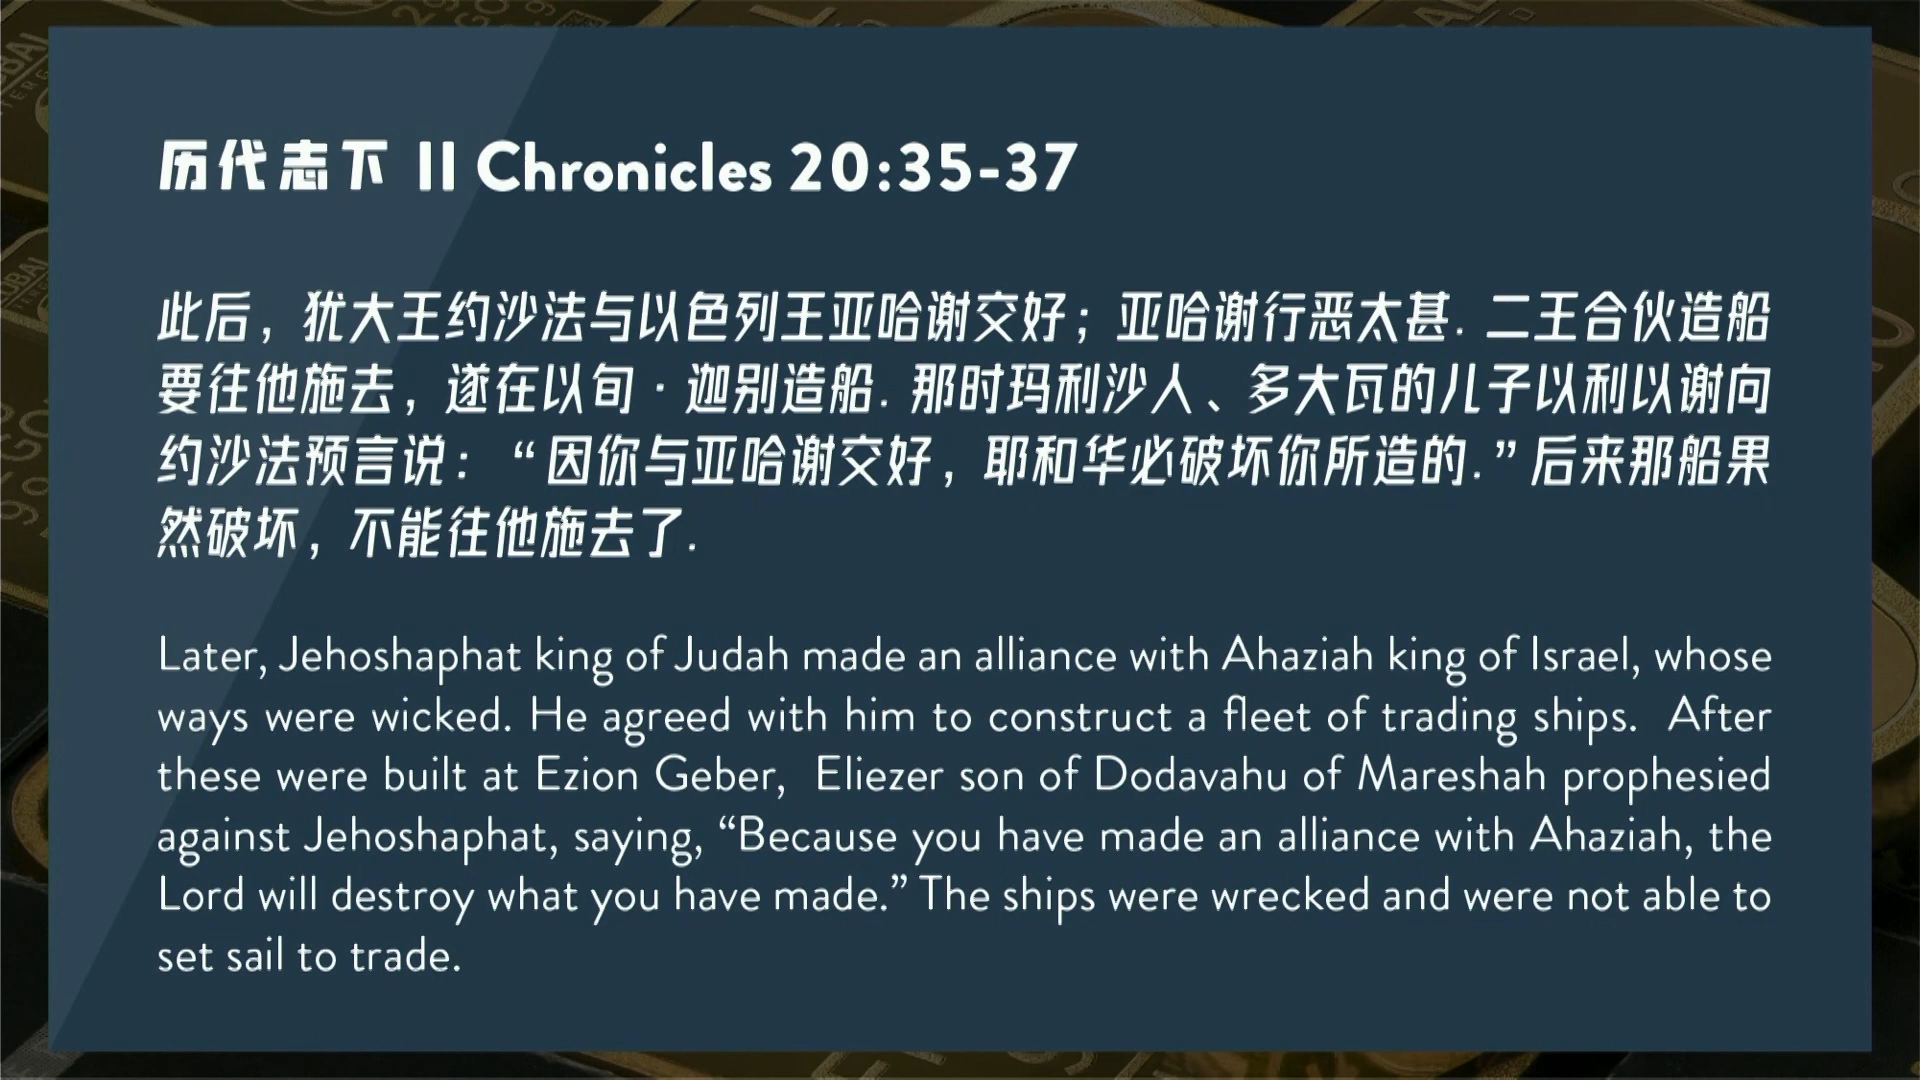 历代志下 II Chronicles 20:35-37
此后，犹大王约沙法与以色列王亚哈谢交好；亚哈谢行恶太甚. 二王合伙造船
要往他施去，遂在以旬·迦别造船. 那时玛利沙人、多大瓦的儿子以利以谢向
约沙法预言说：“因你与亚哈谢交好，耶和华必破坏你所造的.”后来那船果
然破坏，不能往他施去了.
Later, Jehoshaphat king of Judah made an alliance with Ahaziah king of Israel, whose
ways were wicked. He agreed with him to construct a fleet of trading ships.  After
these were built at Ezion Geber,  Eliezer son of Dodavahu of Mareshah prophesied
against Jehoshaphat, saying, “Because you have made an alliance with Ahaziah, the
Lord will destroy what you have made.” The ships were wrecked and were not able to
set sail to trade.